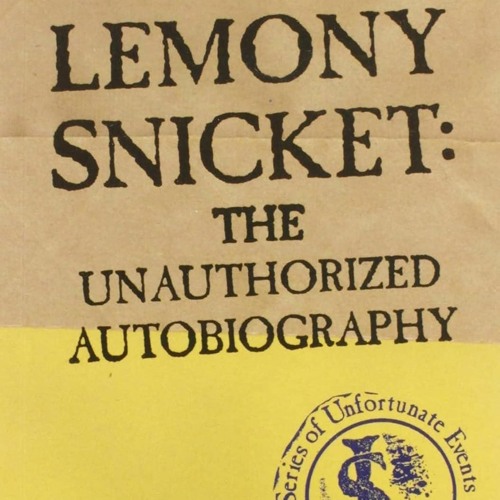 LEMONY
SNICKET:
THE
UNAUTHORIZED
AUTOBIOGRAPHY
Series of Unfortunate Events